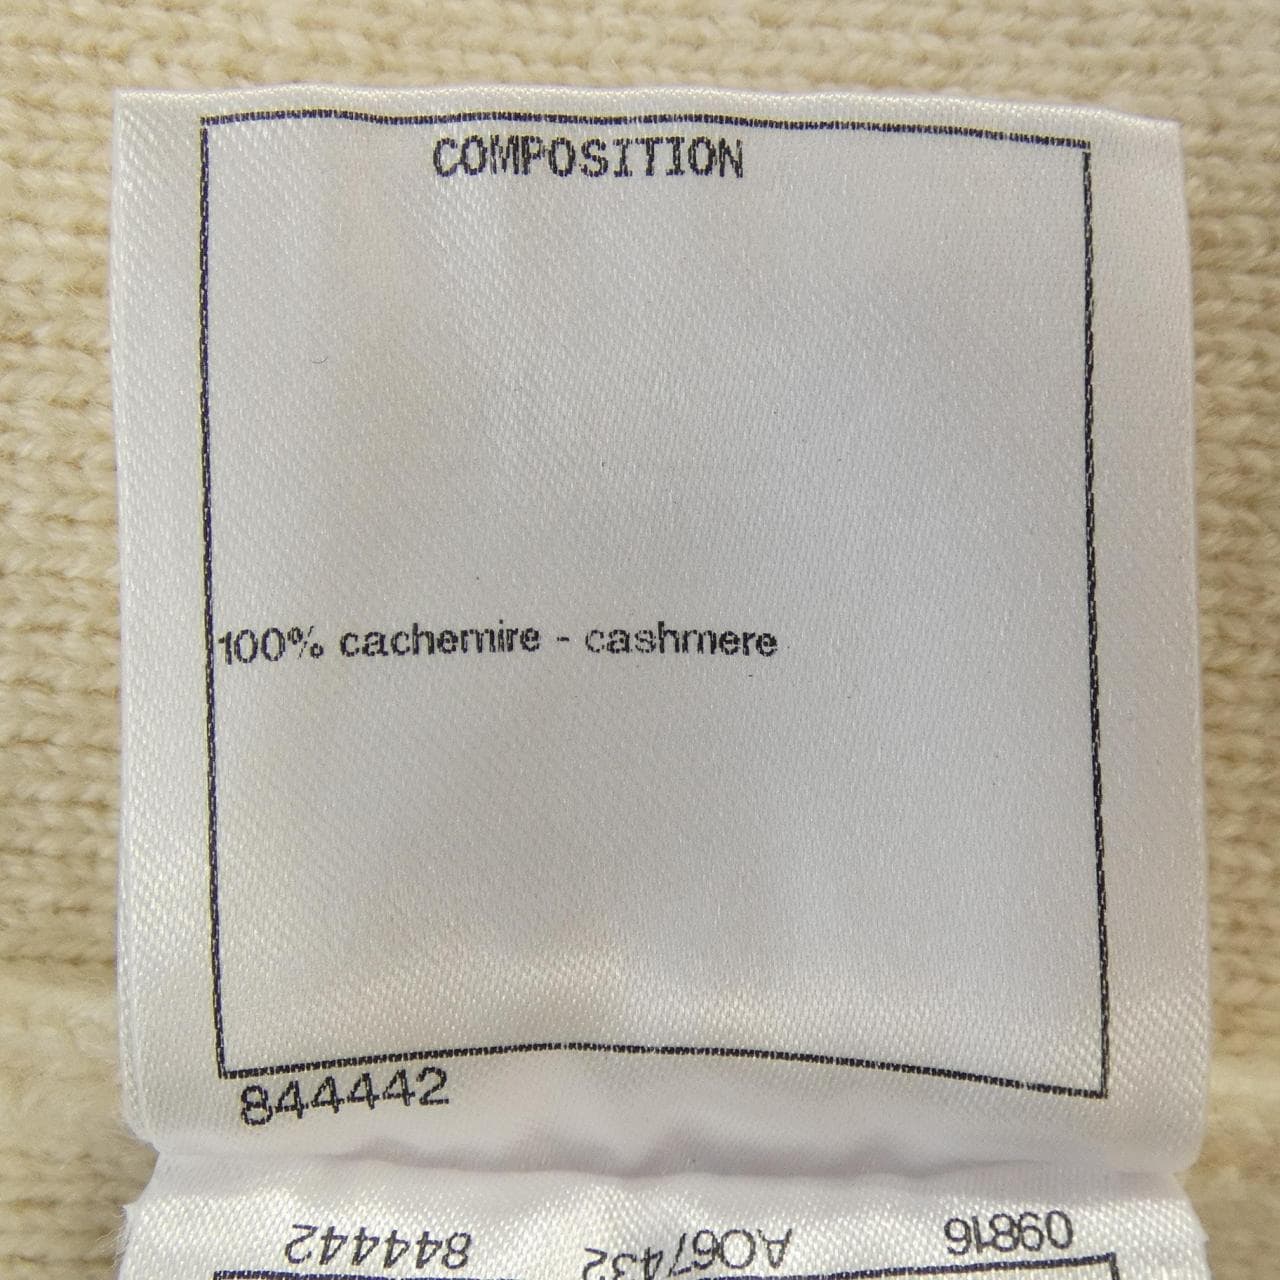 COMPOSITION
100% cachemire - cashmere
844442
09816 A067432 844442